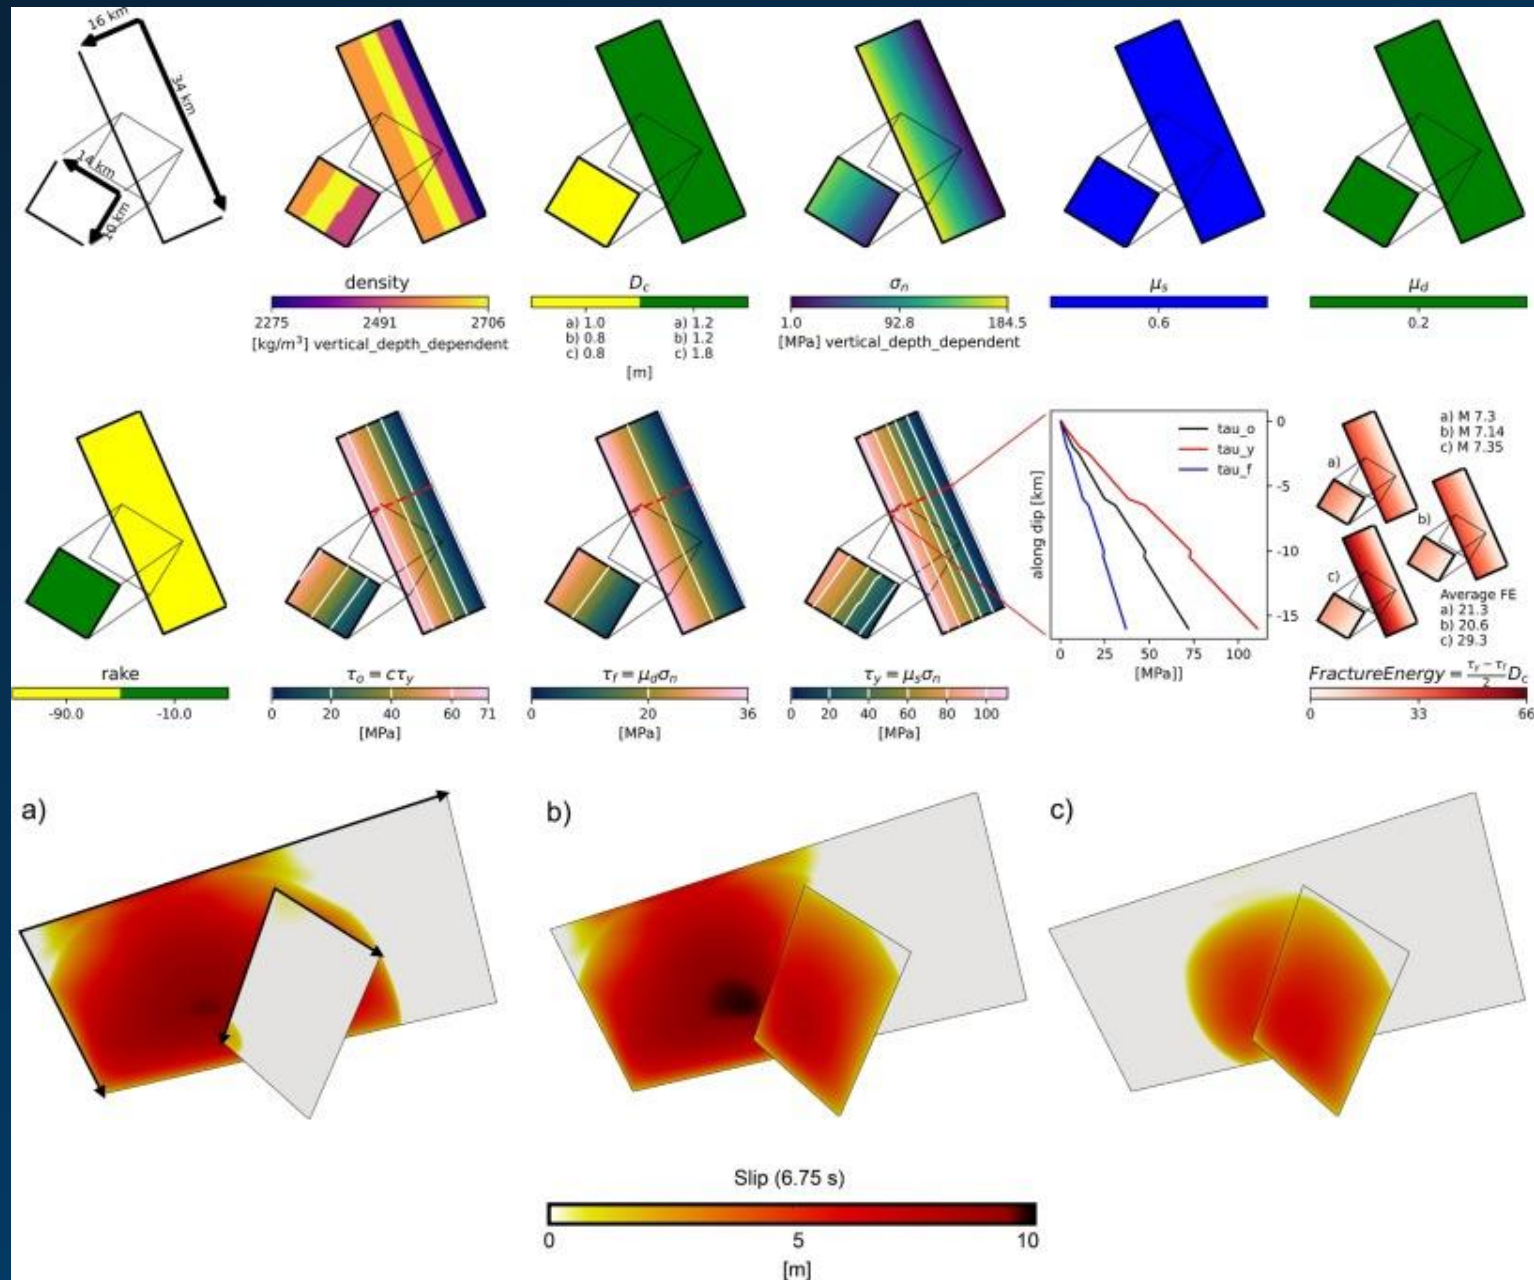 16 km
34 km
14 km
10 km
density
2275 2491 2706
[kg/m³] vertical_depth_dependent
D_c
a) 1.0 a) 1.2
b) 0.8 b) 1.2
c) 0.8 c) 1.8
[m]
σ_n
1.0 92.8 184.5
[MPa] vertical_depth_dependent
μ_s
0.6
μ_d
0.2
rake
-90.0 -10.0
τ_o = cτ_y
0 20 40 60 71
[MPa]
τ_f = μ_dσ_n
0 20 36
[MPa]
τ_y = μ_sσ_n
0 20 40 60 80 100
[MPa]
tau_o
tau_y
tau_f
along dip [km]
0
-5
-10
-15
0 25 50 75 100
[MPa]]
a) M 7.3
b) M 7.14
c) M 7.35
a)
b)
c)
Average FE
a) 21.3
b) 20.6
c) 29.3
FractureEnergy = (τ_y − τ_f)/2 D_c
0 33 66
a) b) c)
Slip (6.75 s)
0 5 10
[m]